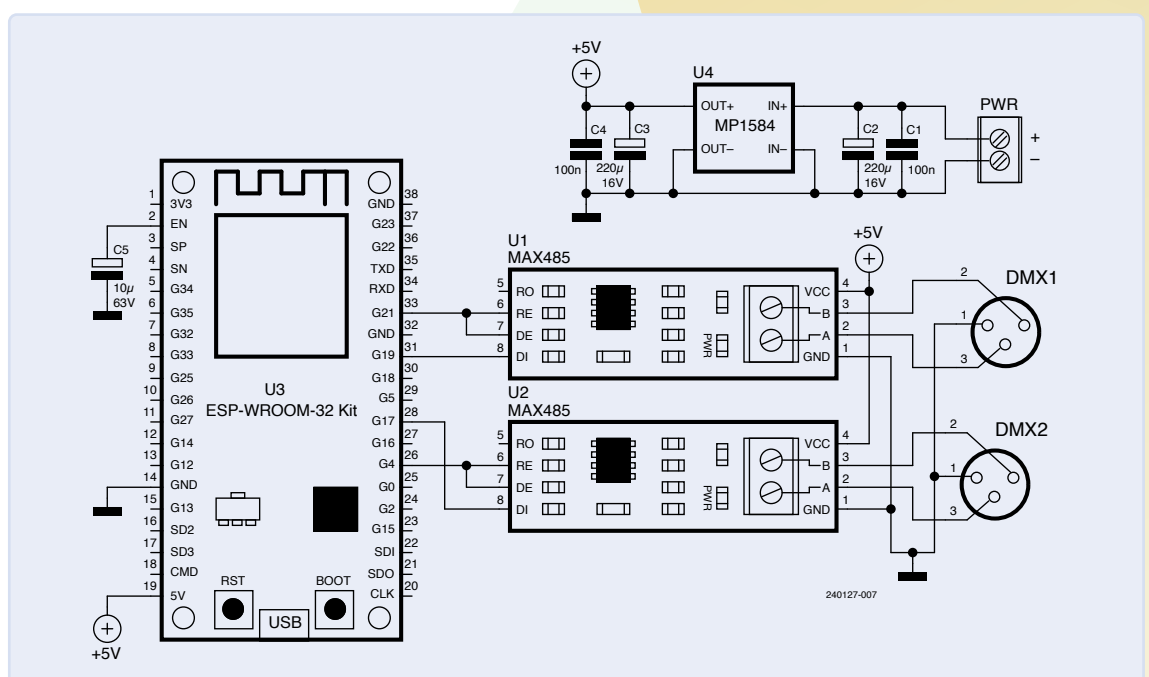 +5V
U4
OUT+ IN+
MP1584
OUT– IN–
C4
100n
C3
220µ
16V
C2
220µ
16V
C1
100n
PWR
+
–
1 3V3
2 EN
3 SP
4 SN
5 G34
6 G35
7 G32
8 G33
9 G25
10 G26
11 G27
12 G14
13 G12
14 GND
15 G13
16 SD2
17 SD3
18 CMD
19 5V
38 GND
37 G23
36 G22
35 TXD
34 RXD
33 G21
32 GND
31 G19
30 G18
29 G5
28 G17
27 G16
26 G4
25 G0
24 G2
23 G15
22 SDI
21 SDO
20 CLK
C5
10µ
63V
U3
ESP-WROOM-32 Kit
RST
BOOT
USB
+5V
U1
MAX485
5 RO
6 RE
7 DE
8 DI
PWR
VCC 4
B 3
A 2
GND 1
+5V
2
1
3
DMX1
U2
MAX485
5 RO
6 RE
7 DE
8 DI
PWR
VCC 4
B 3
A 2
GND 1
2
1
3
DMX2
240127-007